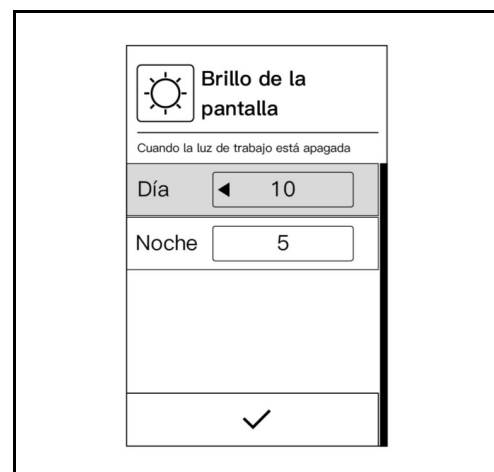 Brillo de la
pantalla
Cuando la luz de trabajo está apagada
Día 10
Noche 5